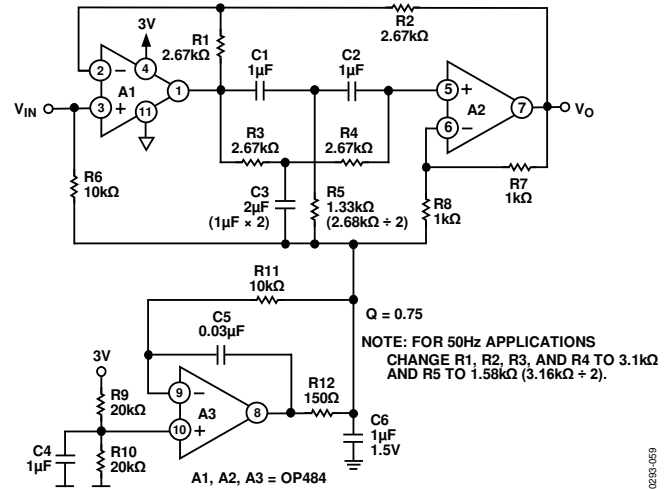 R2
2.67kΩ
3V
R1
2.67kΩ
C1
1µF
C2
1µF
2
−
4
A1
1
3
+
11
VIN
5
+
A2
7
6
−
VO
R3
2.67kΩ
R4
2.67kΩ
R6
10kΩ
C3
2µF
(1µF × 2)
R5
1.33kΩ
(2.68kΩ ÷ 2)
R8
1kΩ
R7
1kΩ
R11
10kΩ
Q = 0.75
C5
0.03µF
NOTE: FOR 50Hz APPLICATIONS
CHANGE R1, R2, R3, AND R4 TO 3.1kΩ
AND R5 TO 1.58kΩ (3.16kΩ ÷ 2).
3V
R9
20kΩ
9
−
A3
8
10
+
R12
150Ω
C4
1µF
R10
20kΩ
C6
1µF
1.5V
A1, A2, A3 = OP484
0293-059